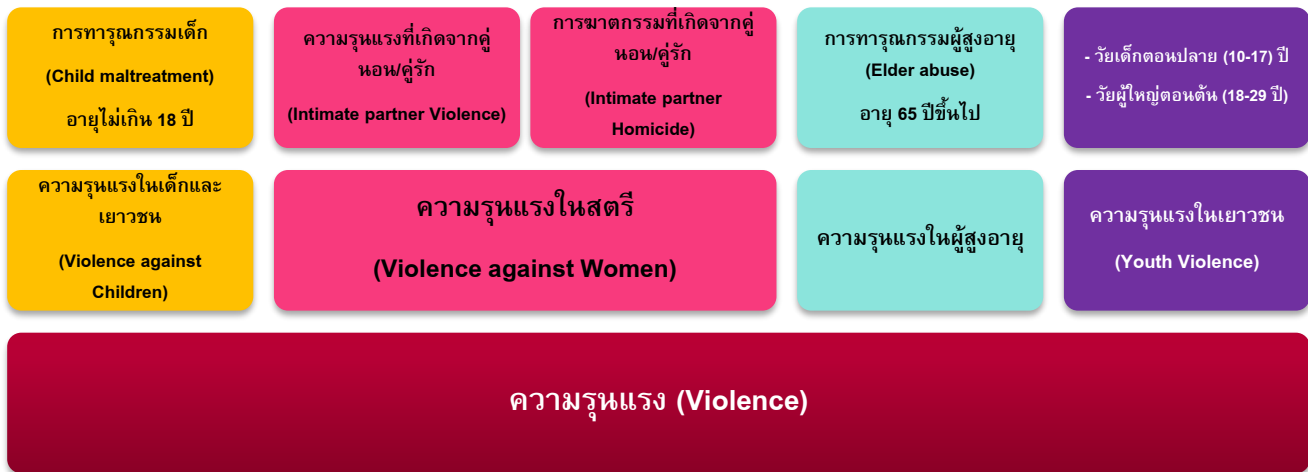 การทารุณกรรมเด็ก
(Child maltreatment)
อายุไม่เกิน 18 ปี
ความรุนแรงที่เกิดจากคู่
นอน/คู่รัก
(Intimate partner Violence)
การฆาตกรรมที่เกิดจากคู่
นอน/คู่รัก
(Intimate partner
Homicide)
การทารุณกรรมผู้สูงอายุ
(Elder abuse)
อายุ 65 ปีขึ้นไป
- วัยเด็กตอนปลาย (10-17) ปี
- วัยผู้ใหญ่ตอนต้น (18-29 ปี)
ความรุนแรงในเด็กและ
เยาวชน
(Violence against
Children)
ความรุนแรงในสตรี
(Violence against Women)
ความรุนแรงในผู้สูงอายุ
ความรุนแรงในเยาวชน
(Youth Violence)
ความรุนแรง (Violence)